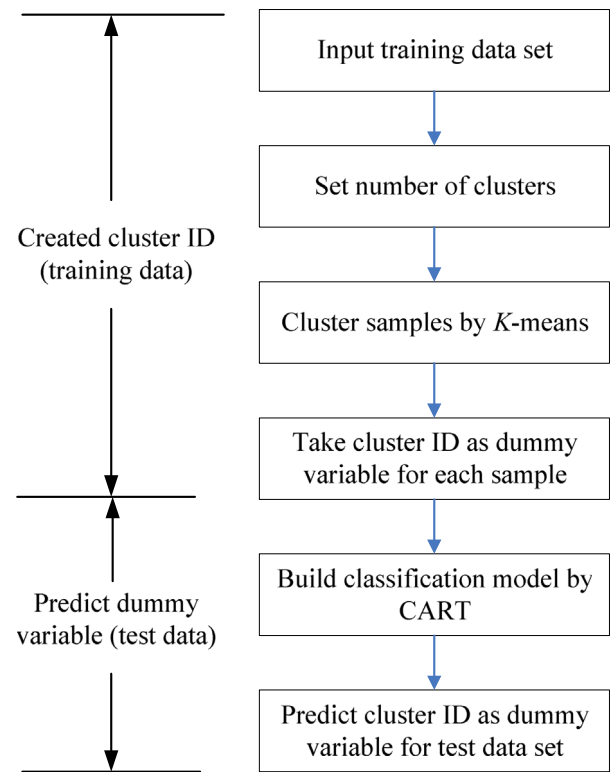 Input training data set
Set number of clusters
Created cluster ID
(training data)
Cluster samples by K-means
Take cluster ID as dummy
variable for each sample
Build classification model by
CART
Predict dummy
variable (test data)
Predict cluster ID as dummy
variable for test data set